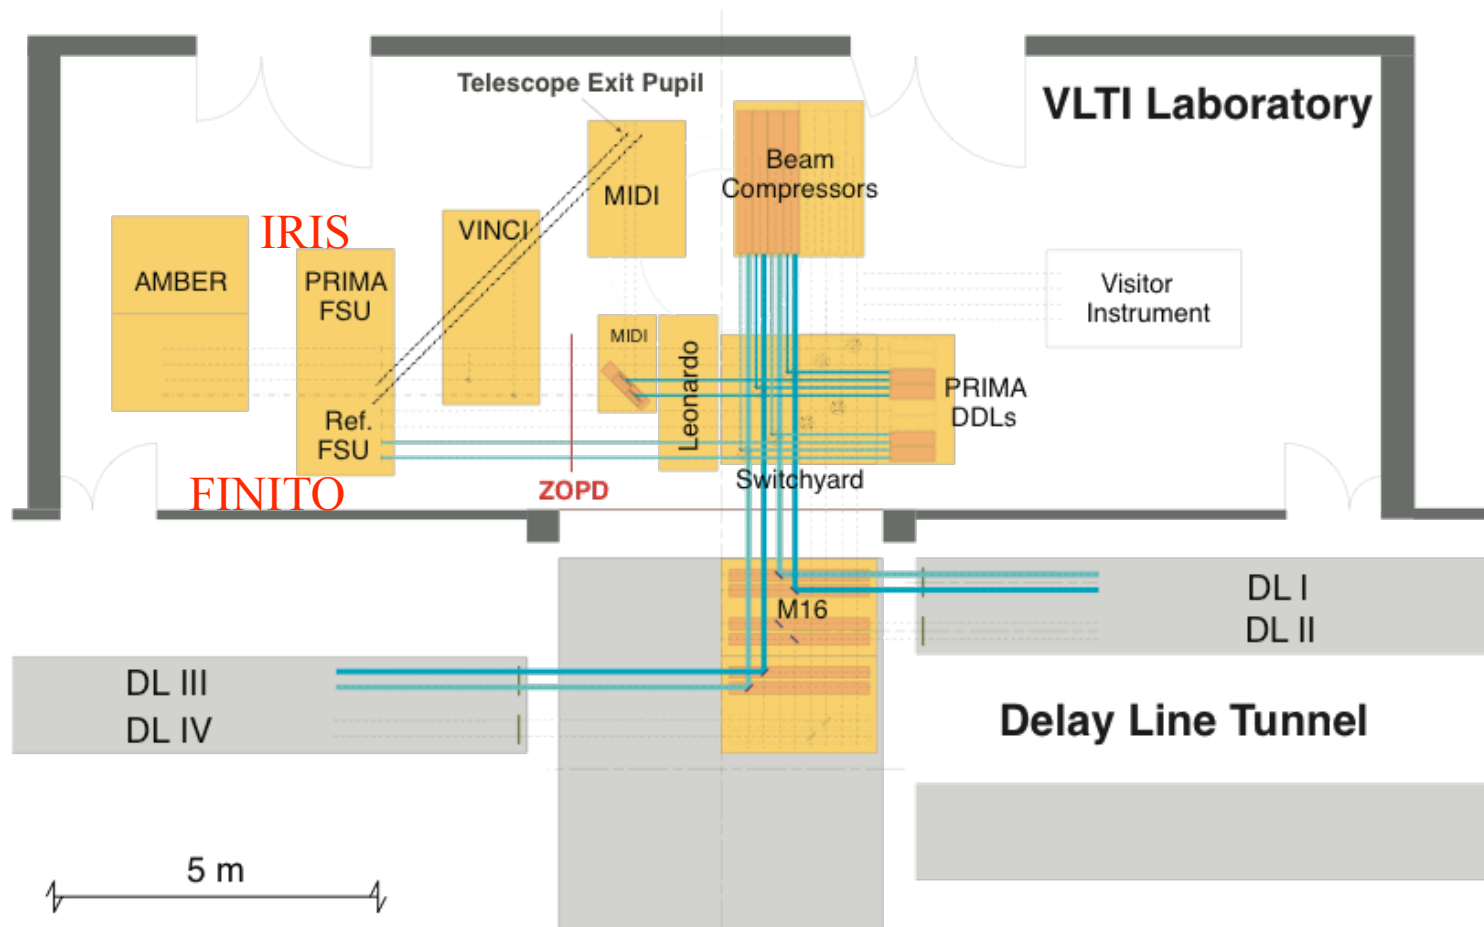 Telescope Exit Pupil
VLTI Laboratory
Beam
Compressors
MIDI
IRIS
VINCI
AMBER
PRIMA
FSU
Visitor
Instrument
MIDI
Leonardo
PRIMA
DDLs
Ref.
FSU
Switchyard
ZOPD
FINITO
DL I
M16
DL II
DL III
DL IV
Delay Line Tunnel
5 m